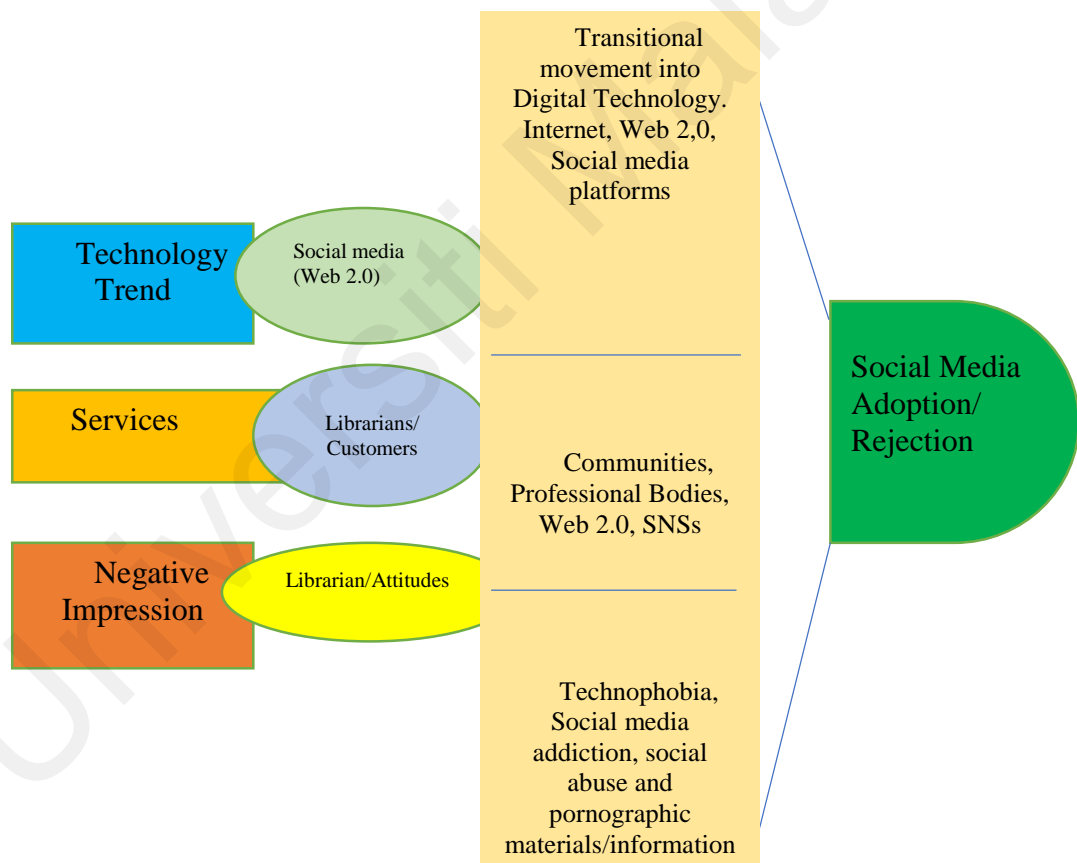 Technology
Trend
Social media
(Web 2.0)
Services
Librarians/
Customers
Negative
Impression
Librarian/Attitudes
Transitional
movement into
Digital Technology.
Internet, Web 2,0,
Social media
platforms
Communities,
Professional Bodies,
Web 2.0, SNSs
Technophobia,
Social media
addiction, social
abuse and
pornographic
materials/information
Social Media
Adoption/
Rejection
Universiti